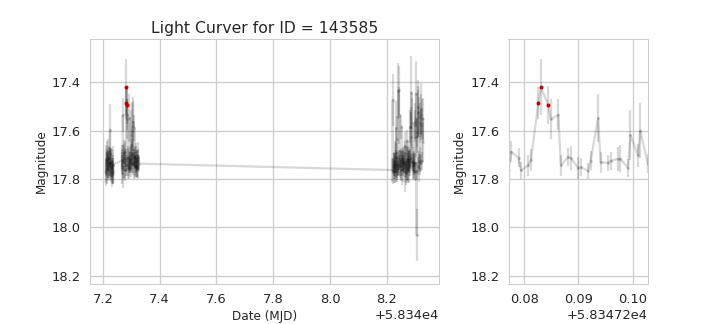 Light Curver for ID = 143585
Magnitude
17.4
17.6
17.8
18.0
18.2
7.2 7.4 7.6 7.8 8.0 8.2
Date (MJD)
+5.834e4
Magnitude
17.4
17.6
17.8
18.0
18.2
0.08 0.09 0.10
+5.83472e4